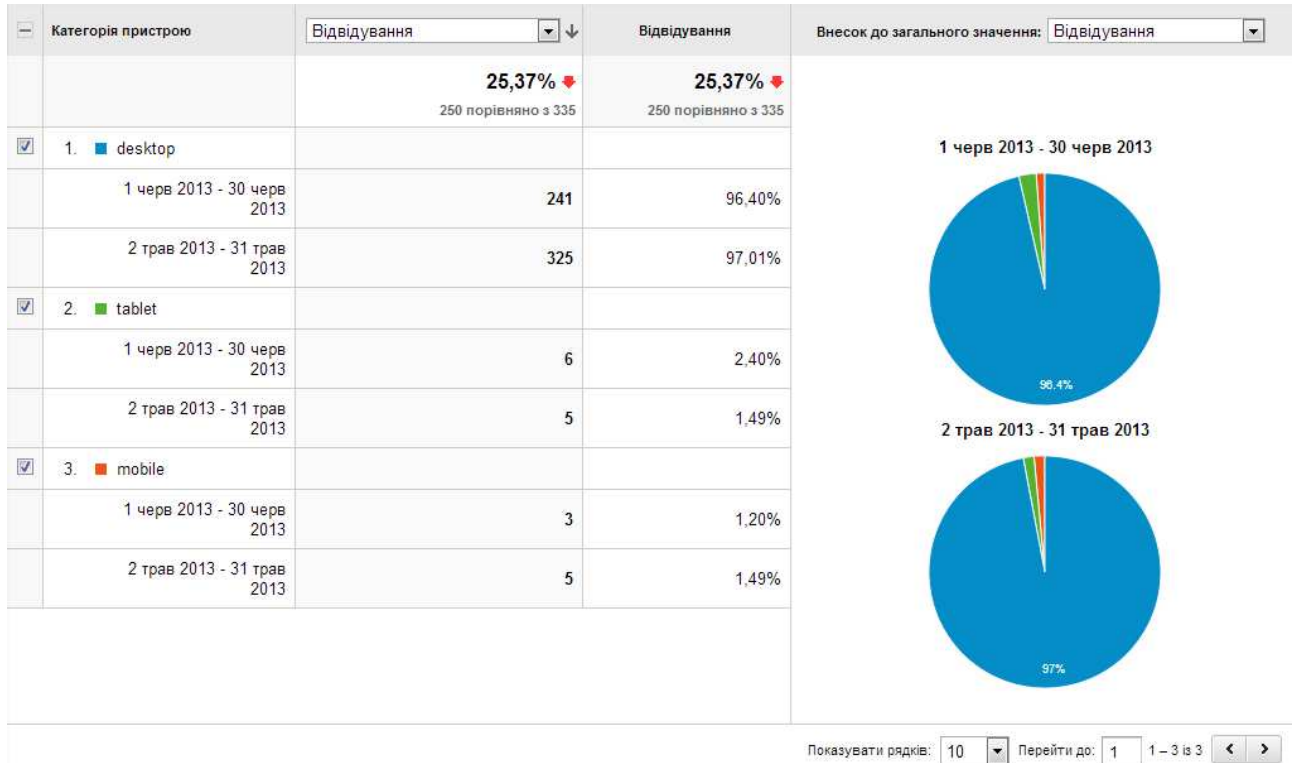 Категорія пристрою
Відвідування
Відвідування
Внесок до загального значення: Відвідування
25,37%
25,37%
250 порівняно з 335
250 порівняно з 335
1. desktop
1 черв 2013 - 30 черв
2013
241
96,40%
2 трав 2013 - 31 трав
2013
325
97,01%
2. tablet
1 черв 2013 - 30 черв
2013
6
2,40%
2 трав 2013 - 31 трав
2013
5
1,49%
3. mobile
1 черв 2013 - 30 черв
2013
3
1,20%
2 трав 2013 - 31 трав
2013
5
1,49%
1 черв 2013 - 30 черв 2013
96.4%
2 трав 2013 - 31 трав 2013
97%
Показувати рядків: 10 Перейти до: 1 1 – 3 із 3